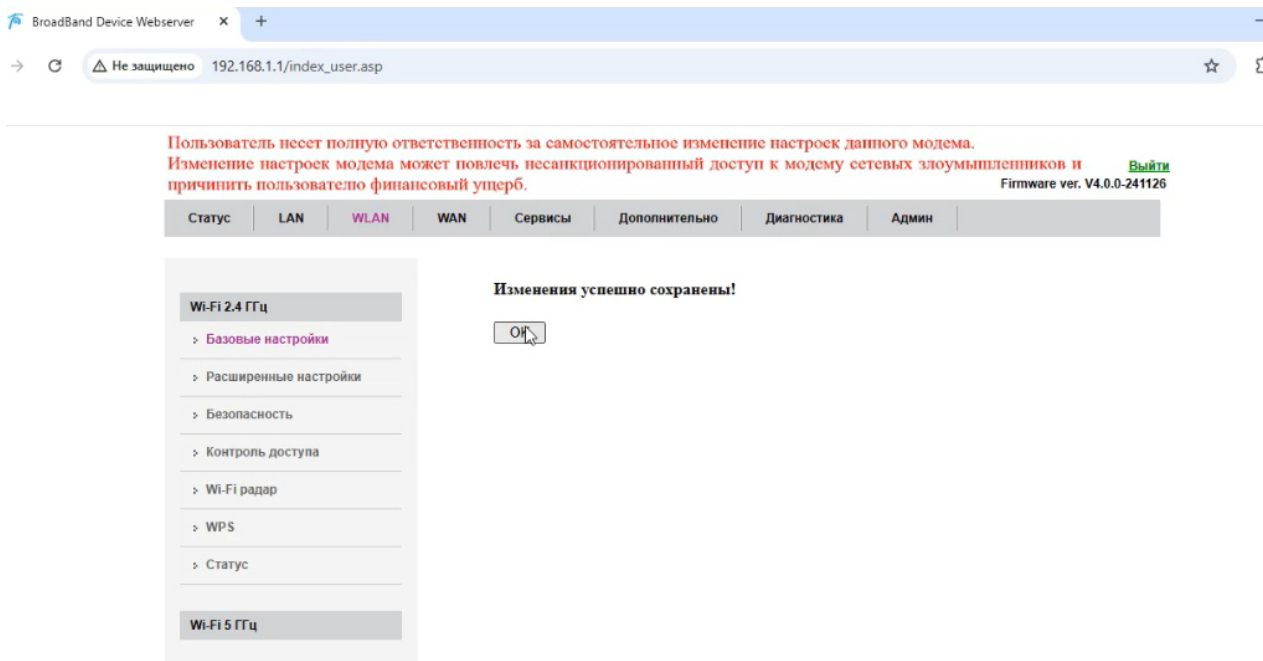 BroadBand Device Webserver
Не защищено 192.168.1.1/index_user.asp
Пользователь несет полную ответственность за самостоятельное изменение настроек данного модема.
Изменение настроек модема может повлечь несанкционированный доступ к модему сетевых злоумышленников и
причинить пользователю финансовый ущерб.
Выйти
Firmware ver. V4.0.0-241126
Статус LAN WLAN WAN Сервисы Дополнительно Диагностика Админ
Wi-Fi 2.4 ГГц
Базовые настройки
Расширенные настройки
Безопасность
Контроль доступа
Wi-Fi радар
WPS
Статус
Wi-Fi 5 ГГц
Изменения успешно сохранены!
OK